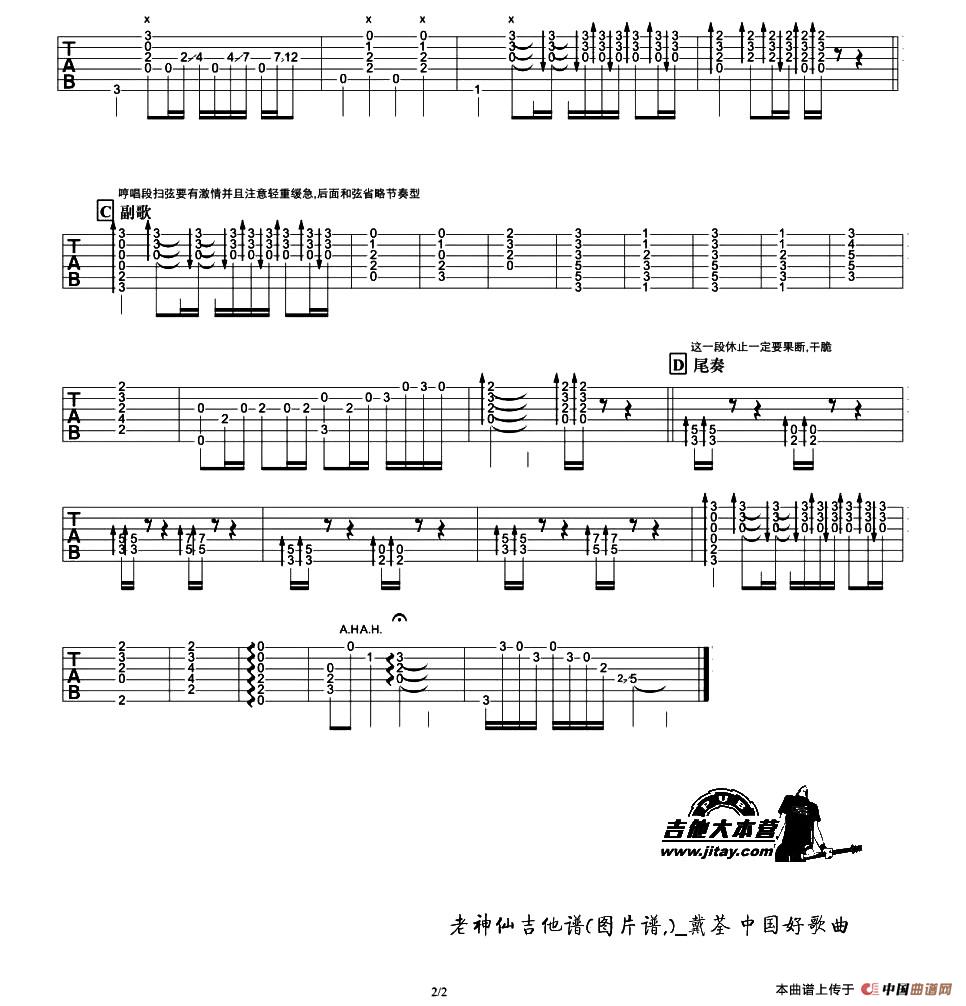 哼唱段扫弦要有激情并且注意轻重缓急,后面和弦省略节奏型
C 副歌
这一段休止一定要果断,干脆
D 尾奏
A.H A.H.
PUB
吉他大本营
www.jitay.com
老神仙吉他谱(图片谱,)_戴荃 中国好歌曲
2/2
本曲谱上传于 中国曲谱网